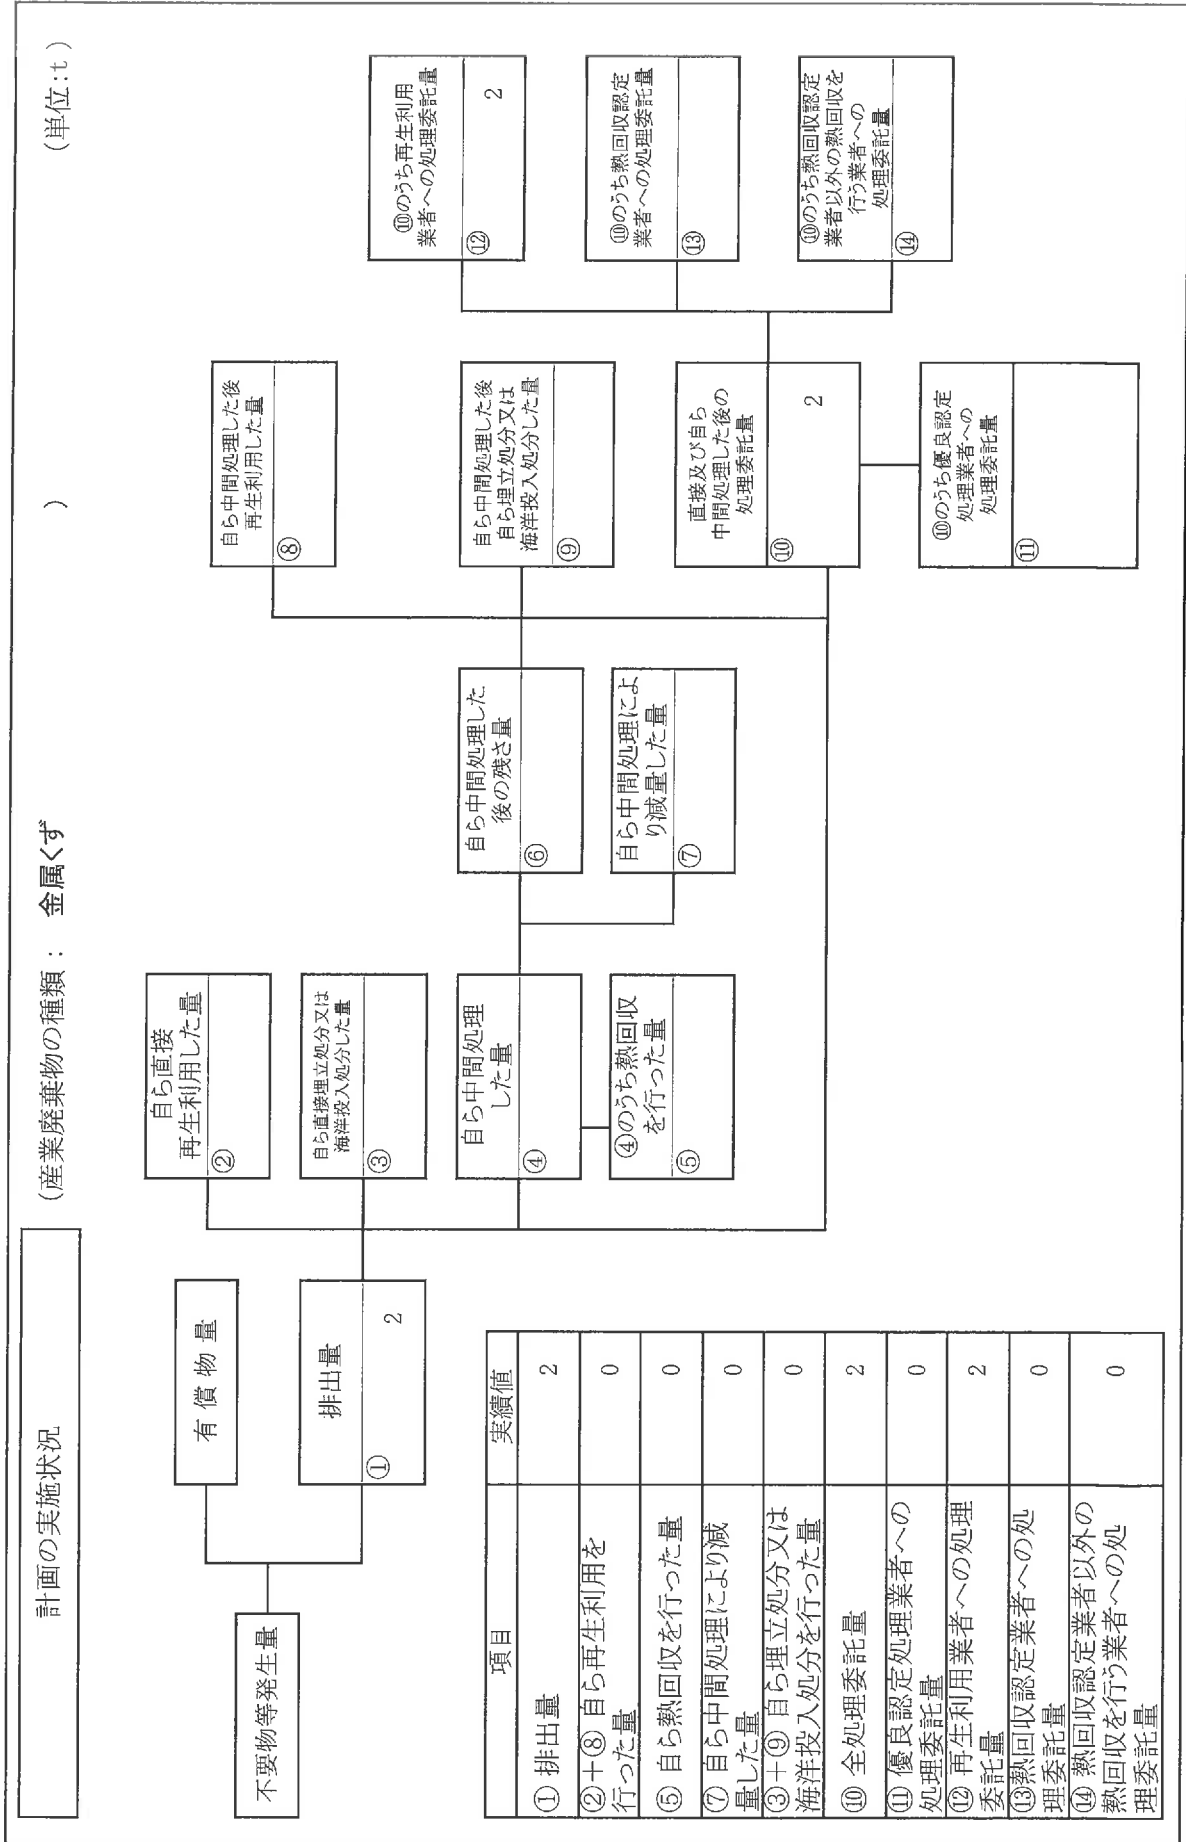 計画の実施状況
(産業廃棄物の種類： 金属くず )
(単位:t)
不要物等発生量
有償物量
排出量
① 2
自ら直接
再生利用した量
②
自ら直接埋立処分又は
海洋投入処分した量
③
自ら中間処理
した量
④
④のうち熱回収
を行った量
⑤
自ら中間処理した
後の残さ量
⑥
自ら中間処理によ
り減量した量
⑦
自ら中間処理した後
再生利用した量
⑧
自ら中間処理した後
自ら埋立処分又は
海洋投入処分した量
⑨
直接及び自ら
中間処理した後の
処理委託量
⑩ 2
⑩のうち優良認定
処理業者への
処理委託量
⑪
⑩のうち再生利用
業者への処理委託量
⑫ 2
⑩のうち熱回収認定
業者への処理委託量
⑬
⑩のうち熱回収認定
業者以外の熱回収を
行う業者への
処理委託量
⑭
項目 実績値
① 排出量 2
②＋⑧ 自ら再生利用を
行った量 0
⑤ 自ら熱回収を行った量 0
⑦ 自ら中間処理により減
量した量 0
③＋⑨ 自ら埋立処分又は
海洋投入処分を行った量 0
⑩ 全処理委託量 2
⑪ 優良認定処理業者への
処理委託量 0
⑫ 再生利用業者への処理
委託量 2
⑬熱回収認定業者への処
理委託量 0
⑭ 熱回収認定業者以外の
熱回収を行う業者への処
理委託量 0